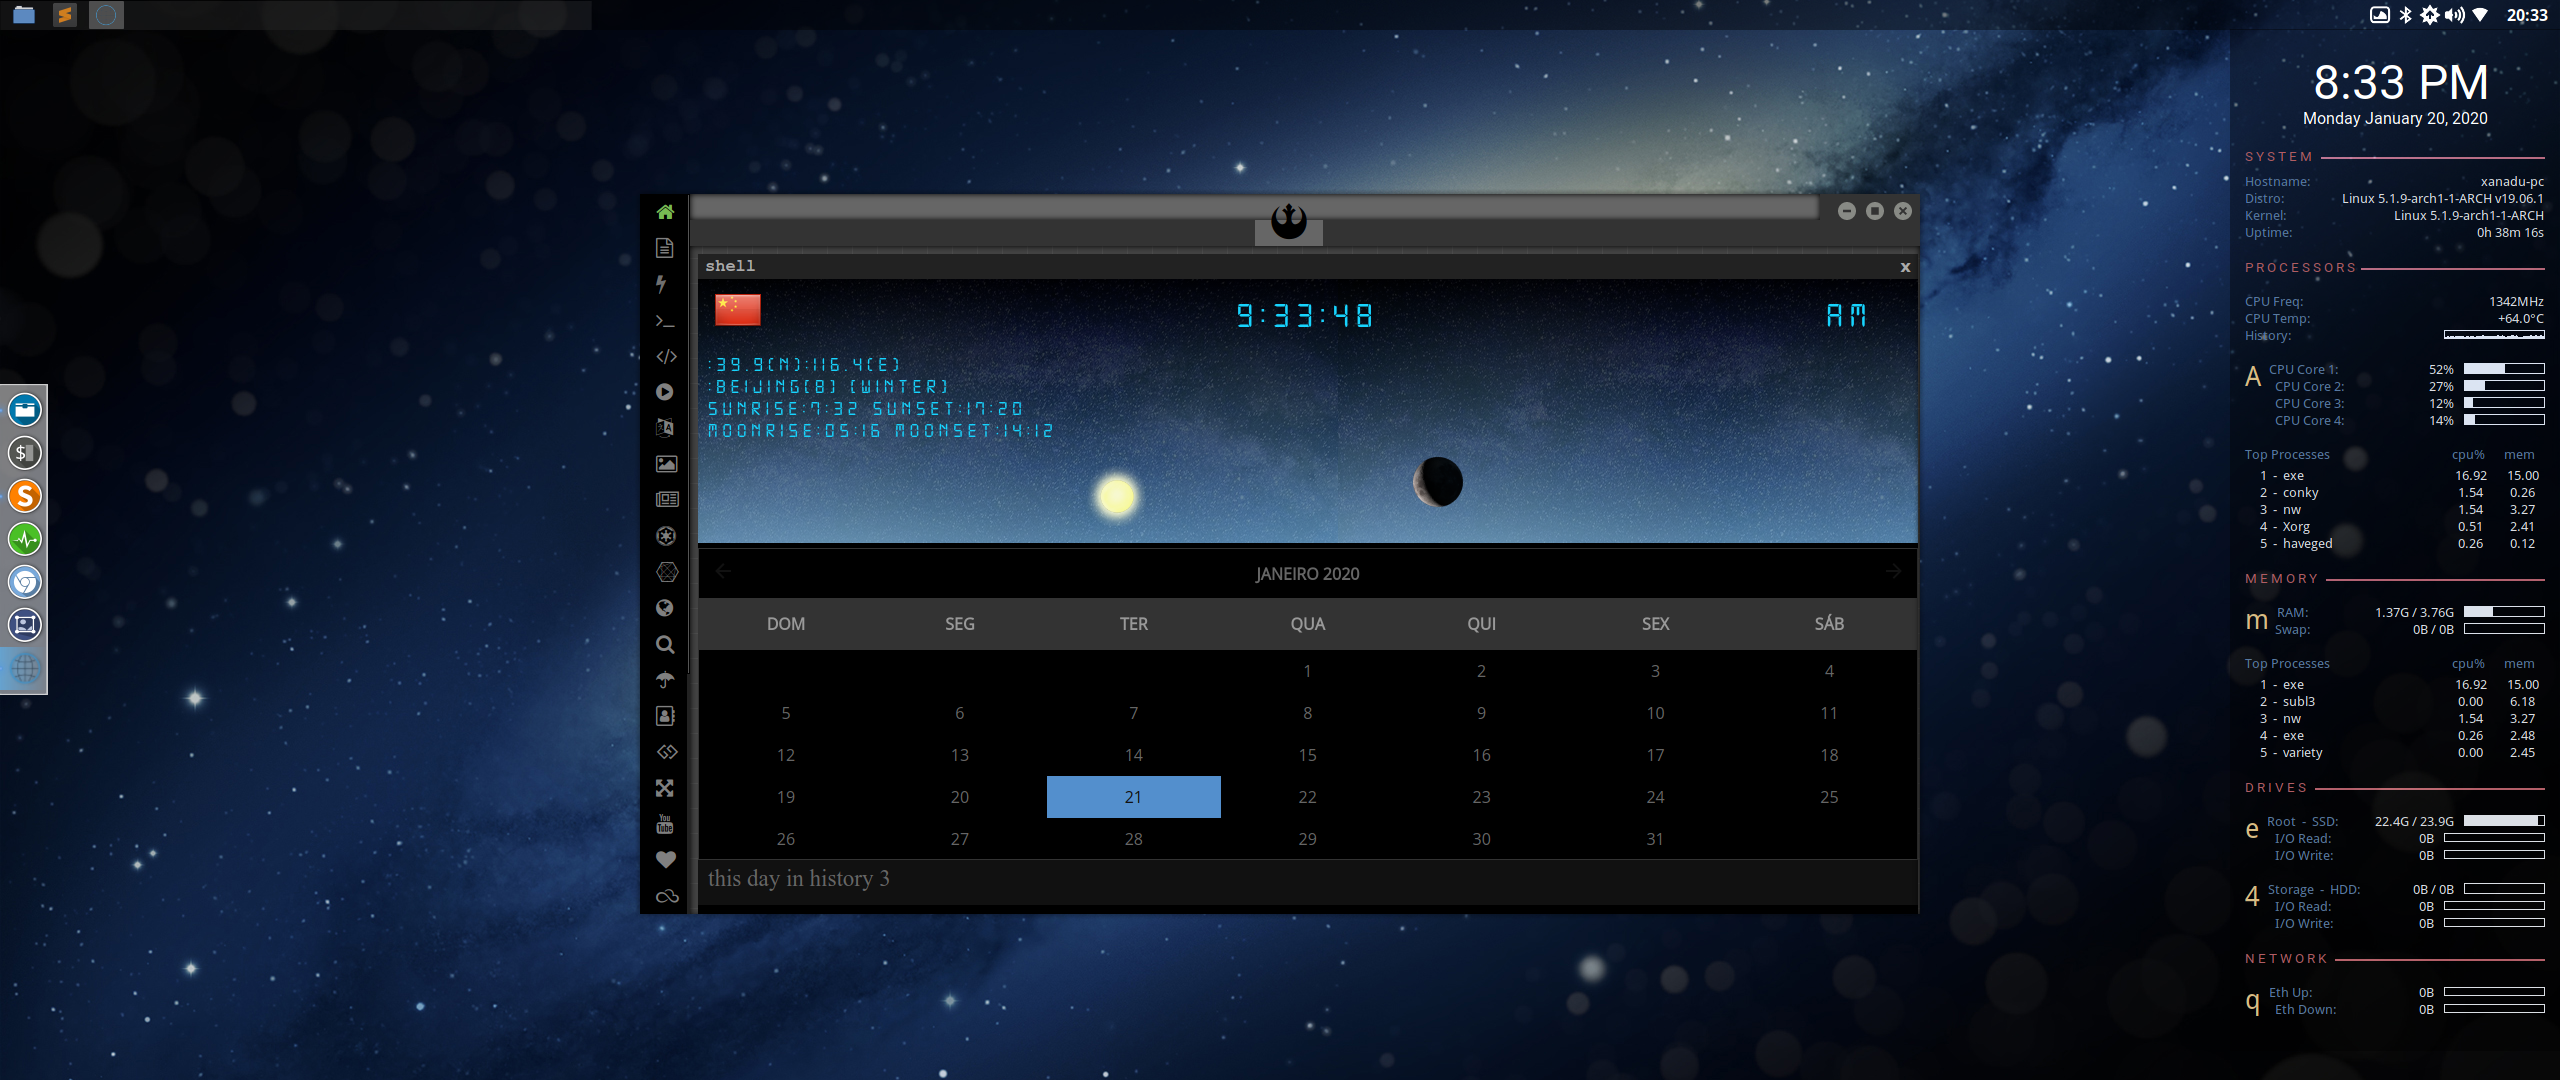 20:33
8:33 PM
Monday January 20, 2020
SYSTEM
Hostname: xanadu-pc
Distro: Linux 5.1.9-arch1-1-ARCH v19.06.1
Kernel: Linux 5.1.9-arch1-1-ARCH
Uptime: 0h 38m 16s
PROCESSORS
CPU Freq: 1342MHz
CPU Temp: +64.0°C
History:
A CPU Core 1: 52%
CPU Core 2: 27%
CPU Core 3: 12%
CPU Core 4: 14%
Top Processes cpu% mem
1 - exe 16.92 15.00
2 - conky 1.54 0.26
3 - nw 1.54 3.27
4 - Xorg 0.51 2.41
5 - haveged 0.26 0.12
MEMORY
m RAM: 1.37G / 3.76G
Swap: 0B / 0B
Top Processes cpu% mem
1 - exe 16.92 15.00
2 - subl3 0.00 6.18
3 - nw 1.54 3.27
4 - exe 0.26 2.48
5 - variety 0.00 2.45
DRIVES
e Root - SSD: 22.4G / 23.9G
I/O Read: 0B
I/O Write: 0B
4 Storage - HDD: 0B / 0B
I/O Read: 0B
I/O Write: 0B
NETWORK
q Eth Up: 0B
Eth Down: 0B
shell x
9:33:48 AM
:39.9(N):116.4(E)
:BEIJING(B) (WINTER)
SUNRISE:7:32 SUNSET:17:20
MOONRISE:05:16 MOONSET:14:12
JANEIRO 2020
DOM SEG TER QUA QUI SEX SÁB
1 2 3 4
5 6 7 8 9 10 11
12 13 14 15 16 17 18
19 20 21 22 23 24 25
26 27 28 29 30 31
this day in history 3
You
Tube
$
S